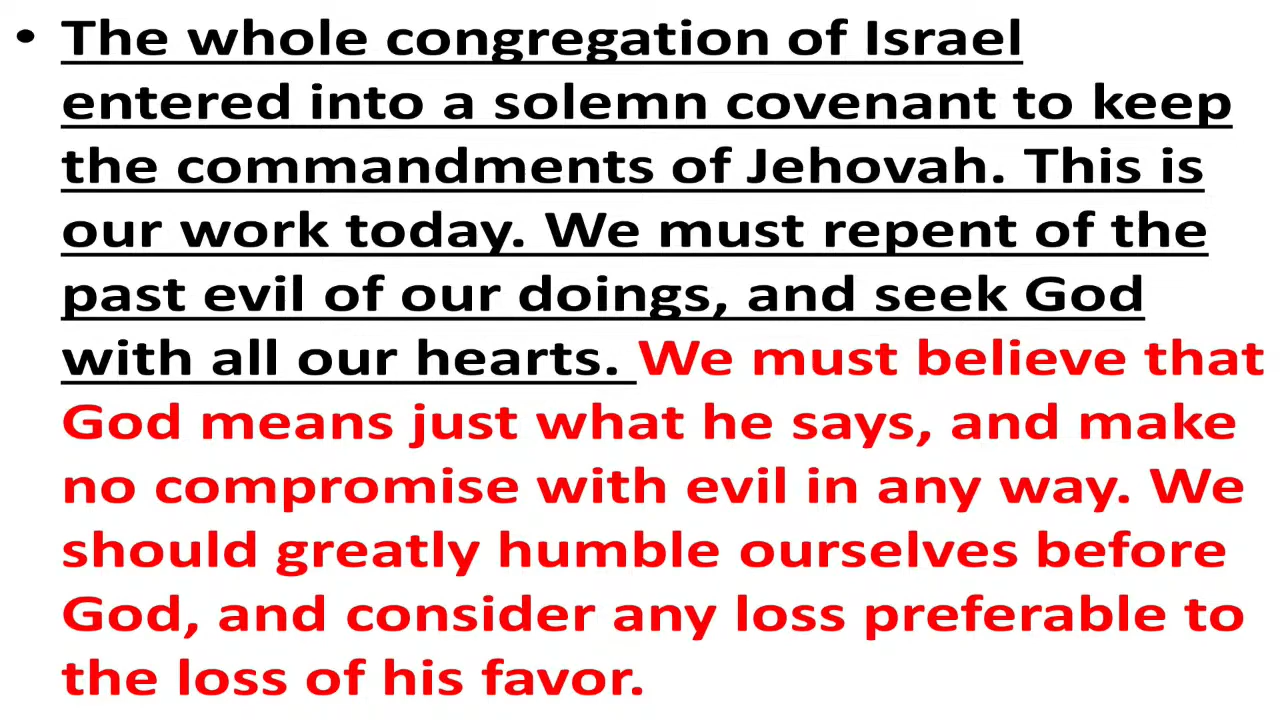 • The whole congregation of Israel
entered into a solemn covenant to keep
the commandments of Jehovah. This is
our work today. We must repent of the
past evil of our doings, and seek God
with all our hearts. We must believe that
God means just what he says, and make
no compromise with evil in any way. We
should greatly humble ourselves before
God, and consider any loss preferable to
the loss of his favor.